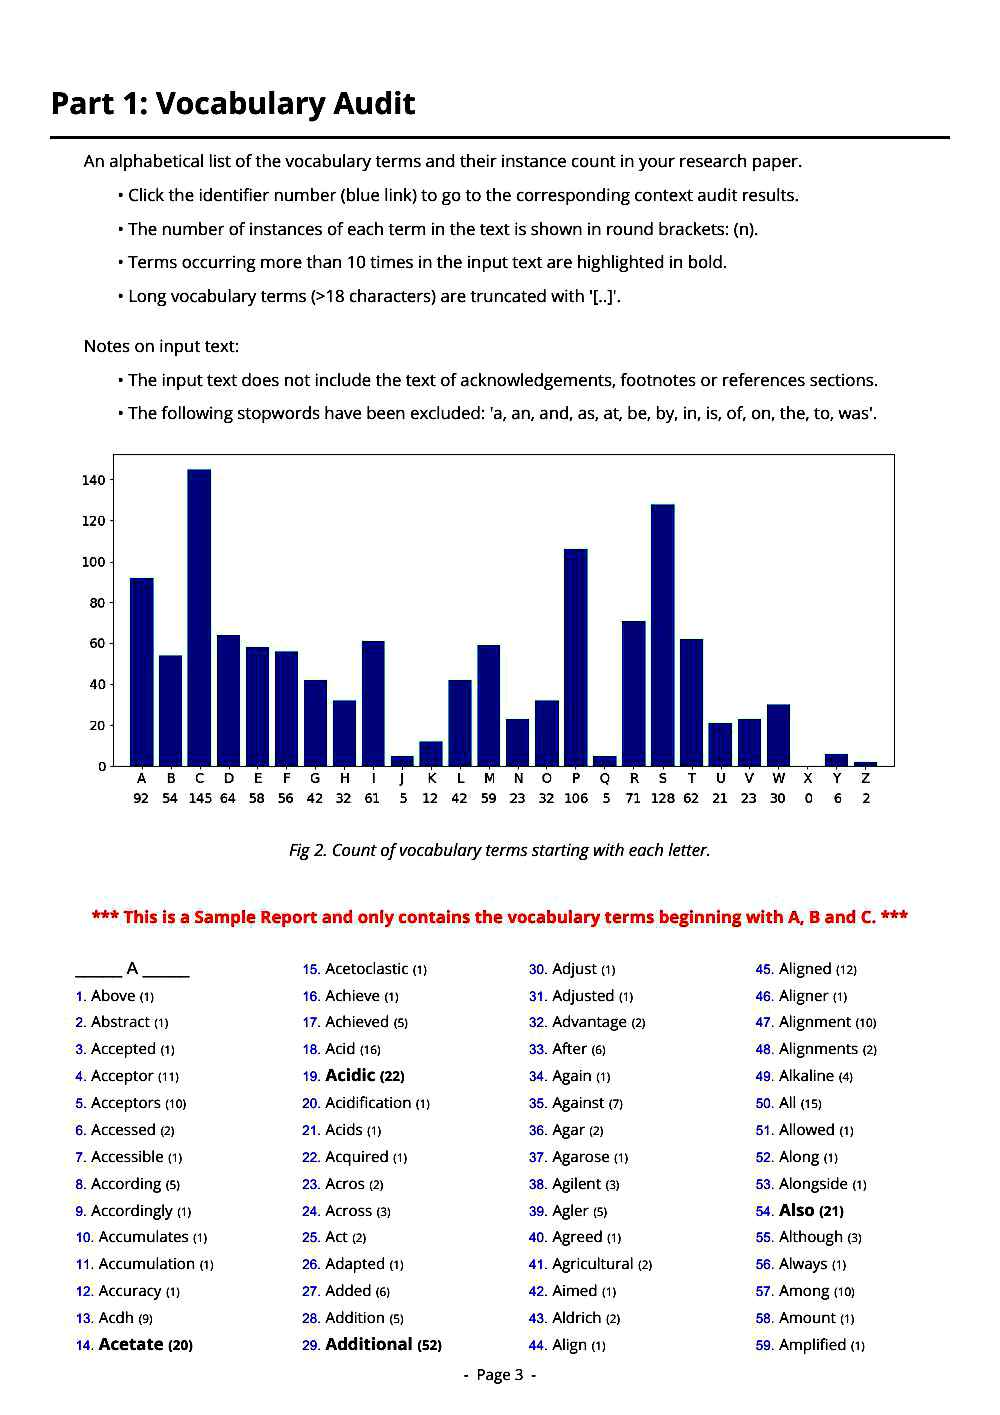 Part 1: Vocabulary Audit
An alphabetical list of the vocabulary terms and their instance count in your research paper.
• Click the identifier number (blue link) to go to the corresponding context audit results.
• The number of instances of each term in the text is shown in round brackets: (n).
• Terms occurring more than 10 times in the input text are highlighted in bold.
• Long vocabulary terms (>18 characters) are truncated with '[..]'.
Notes on input text:
• The input text does not include the text of acknowledgements, footnotes or references sections.
• The following stopwords have been excluded: 'a, an, and, as, at, be, by, in, is, of, on, the, to, was'.
140
120
100
80
60
40
20
0
A B C D E F G H I J K L M N O P Q R S T U V W X Y Z
92 54 145 64 58 56 42 32 61 5 12 42 59 23 32 106 5 71 128 62 21 23 30 0 6 2
Fig 2. Count of vocabulary terms starting with each letter.
*** This is a Sample Report and only contains the vocabulary terms beginning with A, B and C. ***
______ A ______
1. Above (1)
2. Abstract (1)
3. Accepted (1)
4. Acceptor (11)
5. Acceptors (10)
6. Accessed (2)
7. Accessible (1)
8. According (5)
9. Accordingly (1)
10. Accumulates (1)
11. Accumulation (1)
12. Accuracy (1)
13. Acdh (9)
14. Acetate (20)
15. Acetoclastic (1)
16. Achieve (1)
17. Achieved (5)
18. Acid (16)
19. Acidic (22)
20. Acidification (1)
21. Acids (1)
22. Acquired (1)
23. Acros (2)
24. Across (3)
25. Act (2)
26. Adapted (1)
27. Added (6)
28. Addition (5)
29. Additional (52)
30. Adjust (1)
31. Adjusted (1)
32. Advantage (2)
33. After (6)
34. Again (1)
35. Against (7)
36. Agar (2)
37. Agarose (1)
38. Agilent (3)
39. Agler (5)
40. Agreed (1)
41. Agricultural (2)
42. Aimed (1)
43. Aldrich (2)
44. Align (1)
45. Aligned (12)
46. Aligner (1)
47. Alignment (10)
48. Alignments (2)
49. Alkaline (4)
50. All (15)
51. Allowed (1)
52. Along (1)
53. Alongside (1)
54. Also (21)
55. Although (3)
56. Always (1)
57. Among (10)
58. Amount (1)
59. Amplified (1)
- Page 3 -